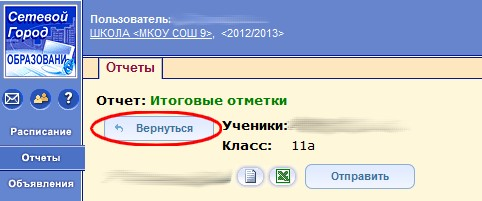 Сетевой
Город
ОБРАЗОВАНИ
Пользователь:
ШКОЛА <МКОУ СОШ 9>, <2012/2013>
Отчеты
Отчет: Итоговые отметки
Вернуться
Ученики:
Класс: 11а
Отправить
Расписание
Отчеты
Объявления